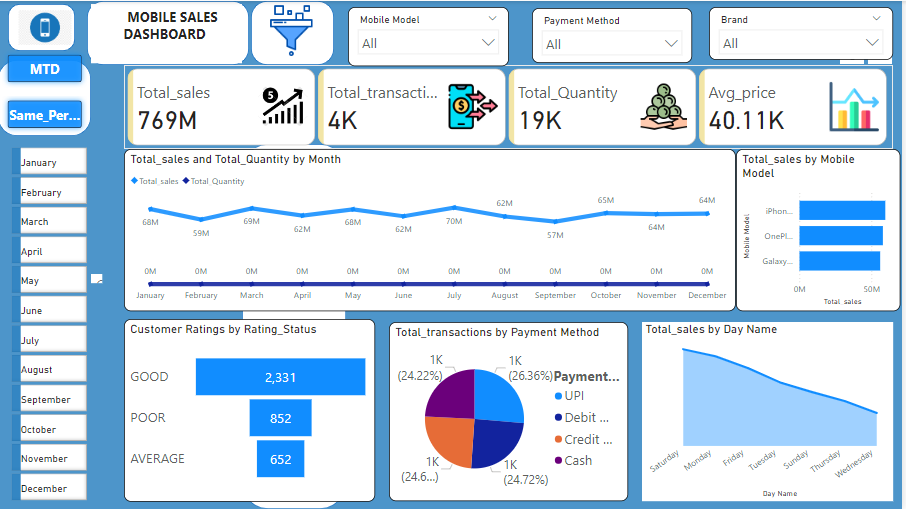 MOBILE SALES
DASHBOARD
Mobile Model
All
Payment Method
All
Brand
All
MTD
Same_Per...
Total_sales
769M
Total_transacti...
4K
Total_Quantity
19K
Avg_price
40.11K
January
February
March
April
May
June
July
August
September
October
November
December
Total_sales and Total_Quantity by Month
Total_sales Total_Quantity
68M 59M 69M 62M 68M 62M 70M 62M 57M 65M 64M 64M
0M 0M 0M 0M 0M 0M 0M 0M 0M 0M 0M 0M
January February March April May June July August September October November December
Total_sales by Mobile
Model
Mobile Model
iPhon...
OnePl...
Galaxy...
0M 50M
Total_sales
Customer Ratings by Rating_Status
GOOD 2,331
POOR 852
AVERAGE 652
Total_transactions by Payment Method
1K
(24.22%)
1K
(26.36%)
1K
(24.6...)
1K
(24.72%)
Payment...
UPI
Debit ...
Credit ...
Cash
Total_sales by Day Name
Saturday Monday Friday Tuesday Sunday Thursday Wednesday
Day Name